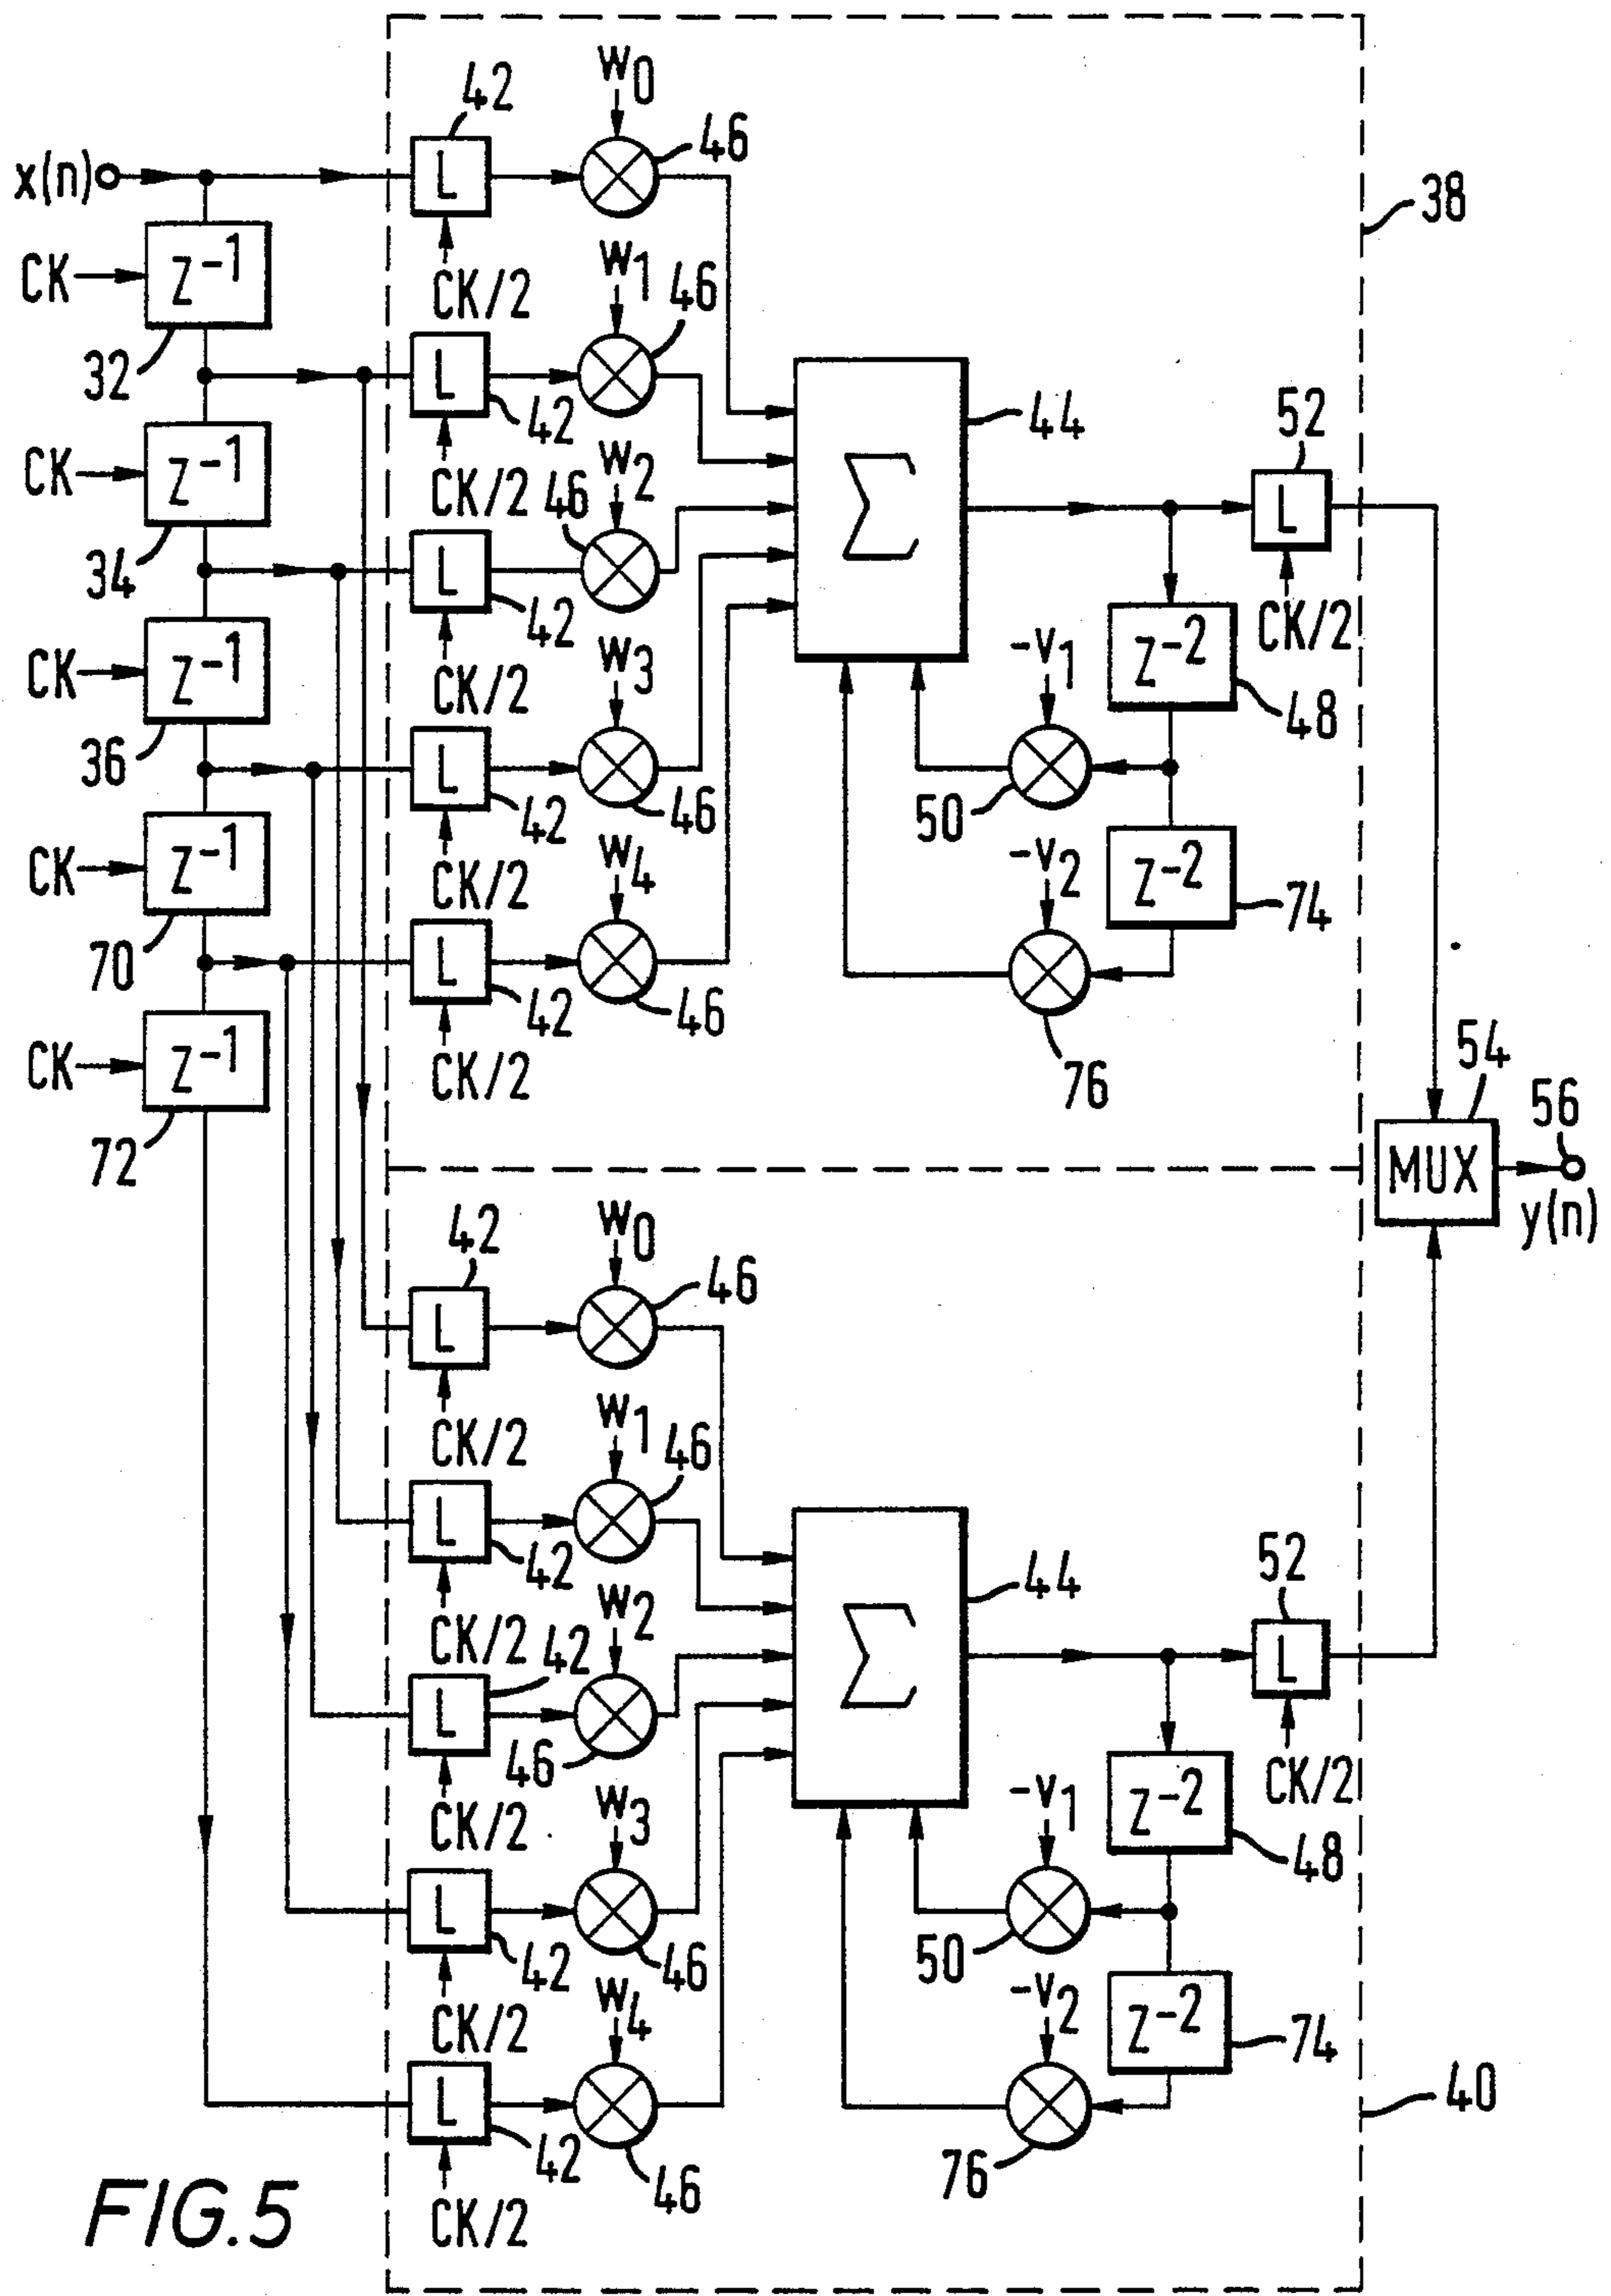 W0
42
46
x(n)
L
38
CK
Z-1
CK/2
W1
46
32
L
42
44
52
CK
Z-1
CK/2
W2
46
Σ
L
34
L
42
CK/2
CK
Z-1
CK/2
W3
-V1
Z-2
48
36
L
42
46
50
CK
Z-1
CK/2
W4
-V2
Z-2
74
70
L
42
46
76
CK
Z-1
CK/2
54
56
72
MUX
y(n)
42
W0
46
L
CK/2
W1
46
L
42
44
52
CK/2
W2
Σ
L
42
L
46
CK/2
CK/2
W3
-V1
Z-2
48
L
42
46
50
CK/2
W4
-V2
Z-2
74
L
42
46
76
40
CK/2
FIG.5